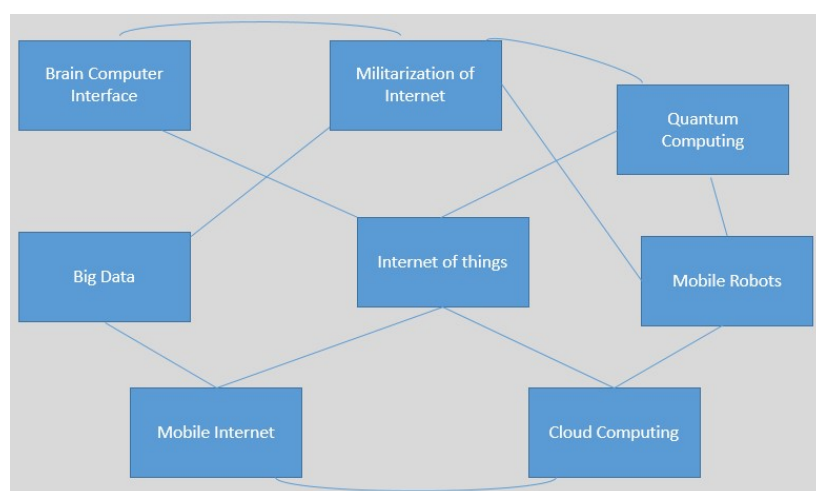 Brain Computer
Interface
Militarization of
Internet
Quantum
Computing
Big Data
Internet of things
Mobile Robots
Mobile Internet
Cloud Computing